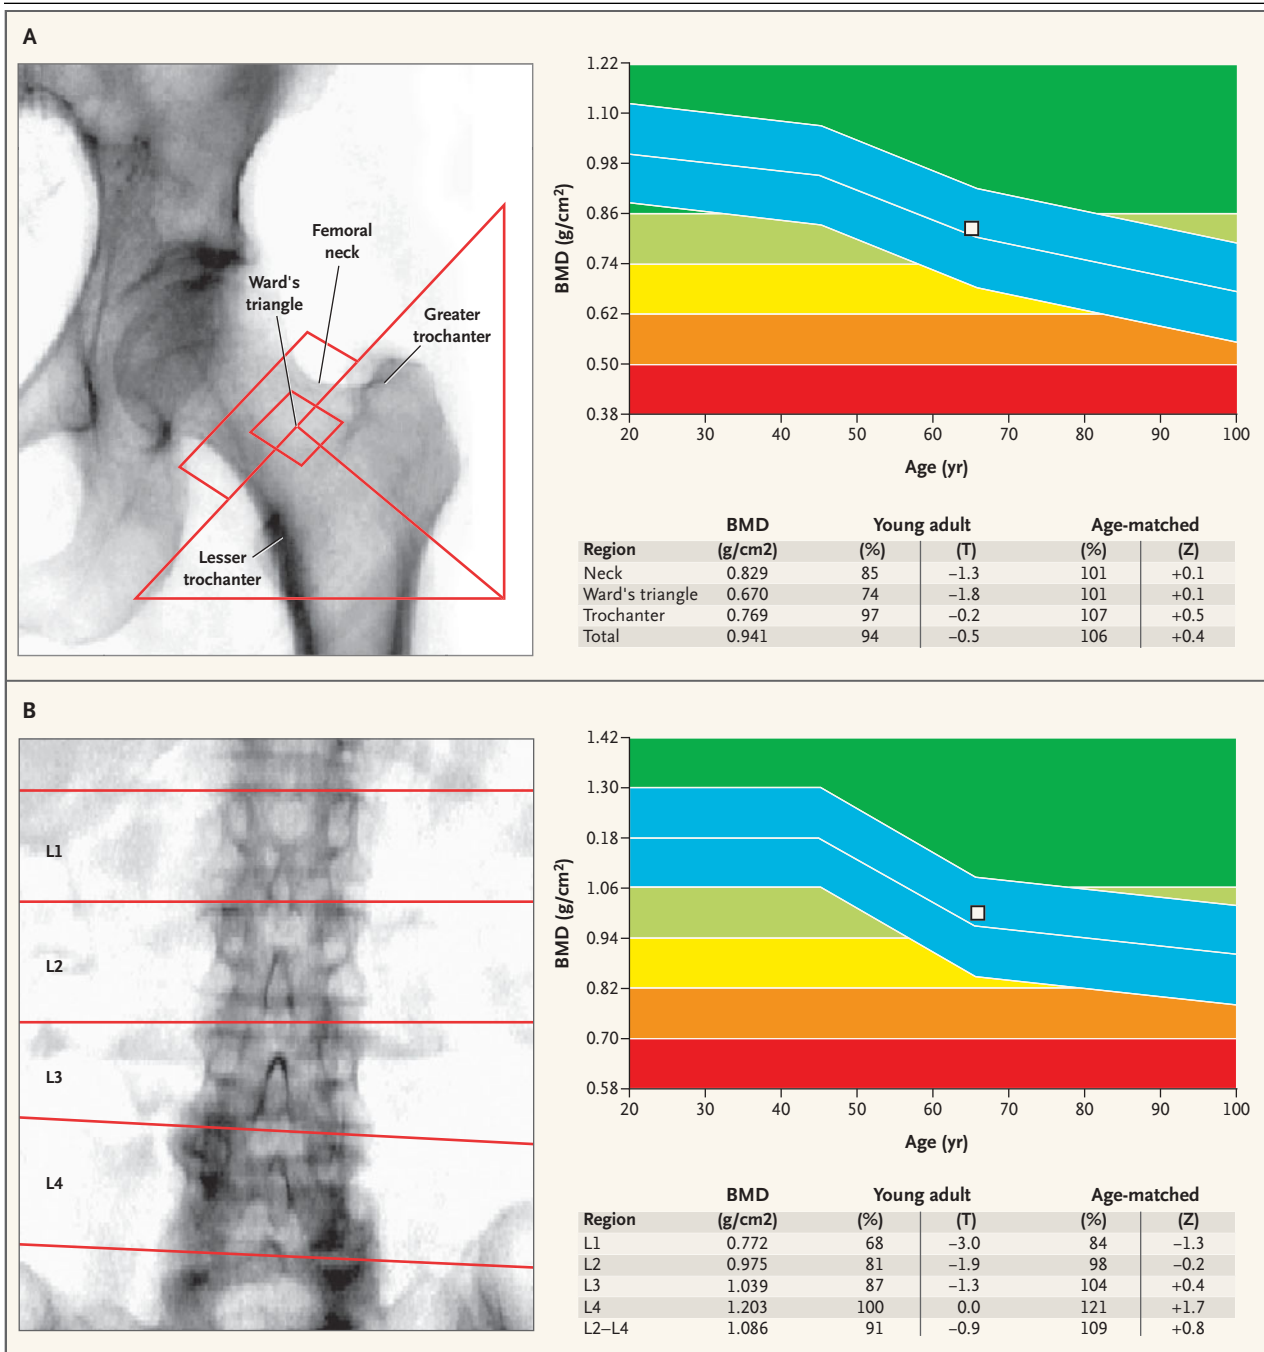 A
Femoral
neck
Ward's
triangle
Greater
trochanter
Lesser
trochanter
BMD (g/cm2)
1.22
1.10
0.98
0.86
0.74
0.62
0.50
0.38
20 30 40 50 60 70 80 90 100
Age (yr)
BMD Young adult Age-matched
Region (g/cm2) (%) (T) (%) (Z)
Neck 0.829 85 –1.3 101 +0.1
Ward's triangle 0.670 74 –1.8 101 +0.1
Trochanter 0.769 97 –0.2 107 +0.5
Total 0.941 94 –0.5 106 +0.4
B
L1
L2
L3
L4
BMD (g/cm2)
1.42
1.30
0.18
1.06
0.94
0.82
0.70
0.58
20 30 40 50 60 70 80 90 100
Age (yr)
BMD Young adult Age-matched
Region (g/cm2) (%) (T) (%) (Z)
L1 0.772 68 –3.0 84 –1.3
L2 0.975 81 –1.9 98 –0.2
L3 1.039 87 –1.3 104 +0.4
L4 1.203 100 0.0 121 +1.7
L2–L4 1.086 91 –0.9 109 +0.8